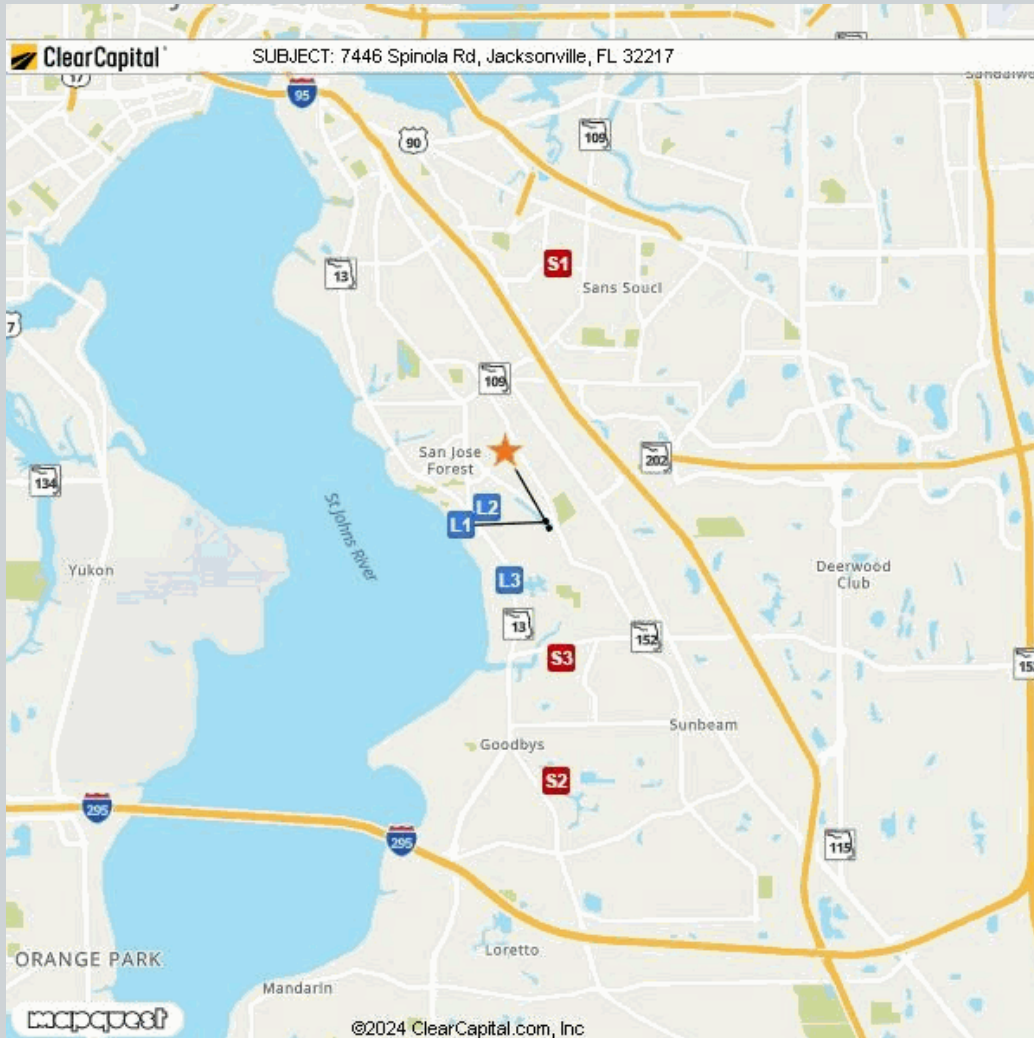 ClearCapital
SUBJECT: 7446 Spinola Rd, Jacksonville, FL 32217
17
95
90
109
S1
13
Sans Souci
7
109
San Jose
Forest
202
134
L2
L1
St Johns River
Yukon
Deerwood
Club
L3
13
152
S3
Sunbeam
Goodbys
S2
295
295
115
Loretto
ORANGE PARK
Mandarin
mapquest
©2024 ClearCapital.com, Inc